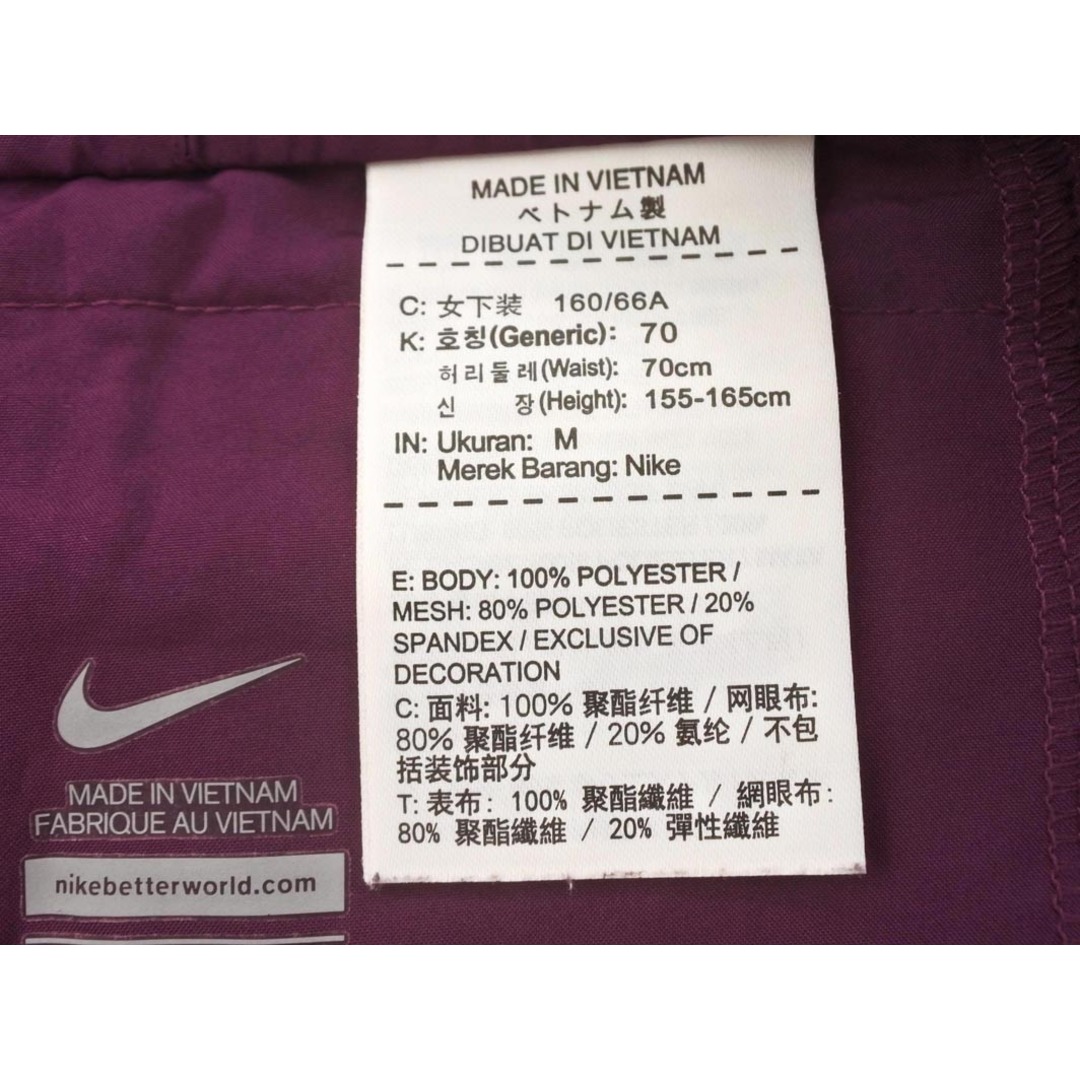 MADE IN VIETNAM
ベトナム製
DIBUAT DI VIETNAM
C: 女下装 160/66A
K: 호칭(Generic): 70
허리둘레(Waist): 70cm
신 장(Height): 155-165cm
IN: Ukuran: M
Merek Barang: Nike
E: BODY: 100% POLYESTER /
MESH: 80% POLYESTER / 20%
SPANDEX / EXCLUSIVE OF
DECORATION
C: 面料: 100% 聚酯纤维 / 网眼布:
80% 聚酯纤维 / 20% 氨纶 / 不包
括装饰部分
T: 表布: 100% 聚酯纖維 / 網眼布:
80% 聚酯纖維 / 20% 彈性纖維
MADE IN VIETNAM
FABRIQUE AU VIETNAM
nikebetterworld.com